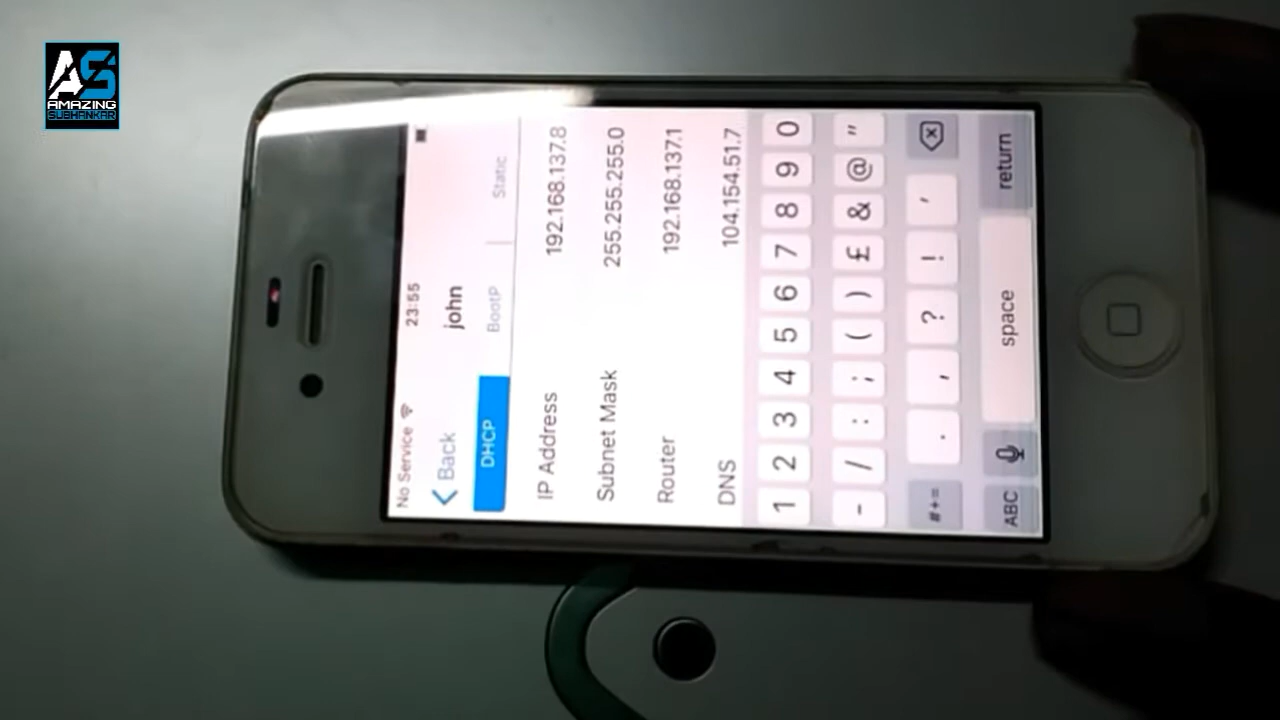 AS
AMAZING
SUBHANKAR
No Service 23:55
Back john
DHCP BootP Static
IP Address 192.168.137.8
Subnet Mask 255.255.255.0
Router 192.168.137.1
DNS 104.154.51.7
1 2 3 4 5 6 7 8 9 0
- / : ; ( ) £ & @ "
#+= . , ? ! '
ABC space return